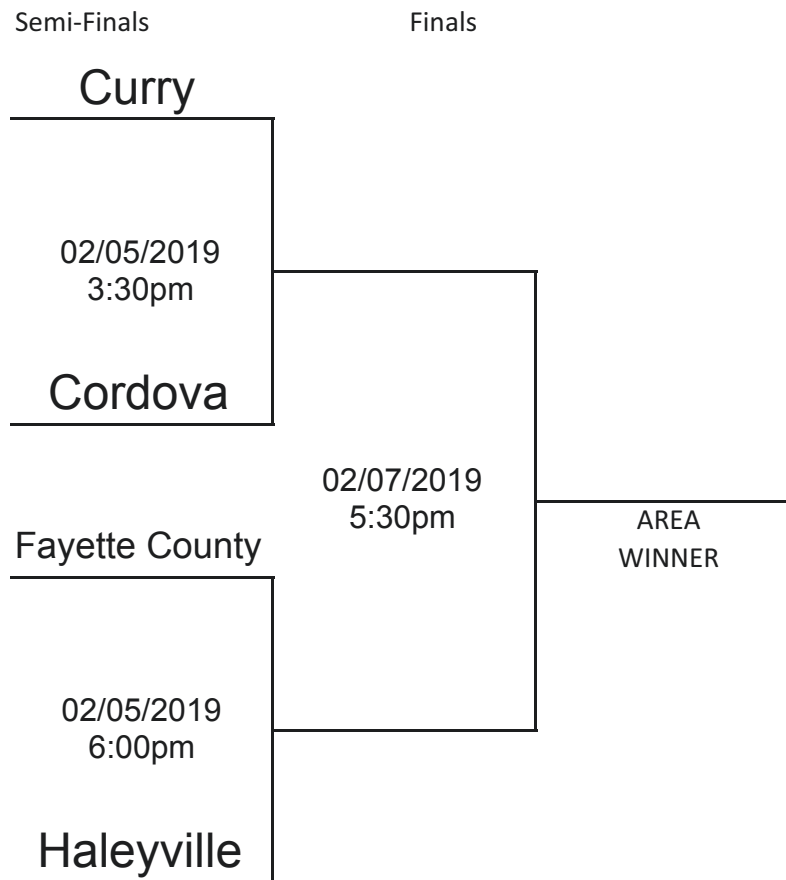 Semi-Finals
Finals
Curry
02/05/2019
3:30pm
Cordova
02/07/2019
5:30pm
AREA
WINNER
Fayette County
02/05/2019
6:00pm
Haleyville